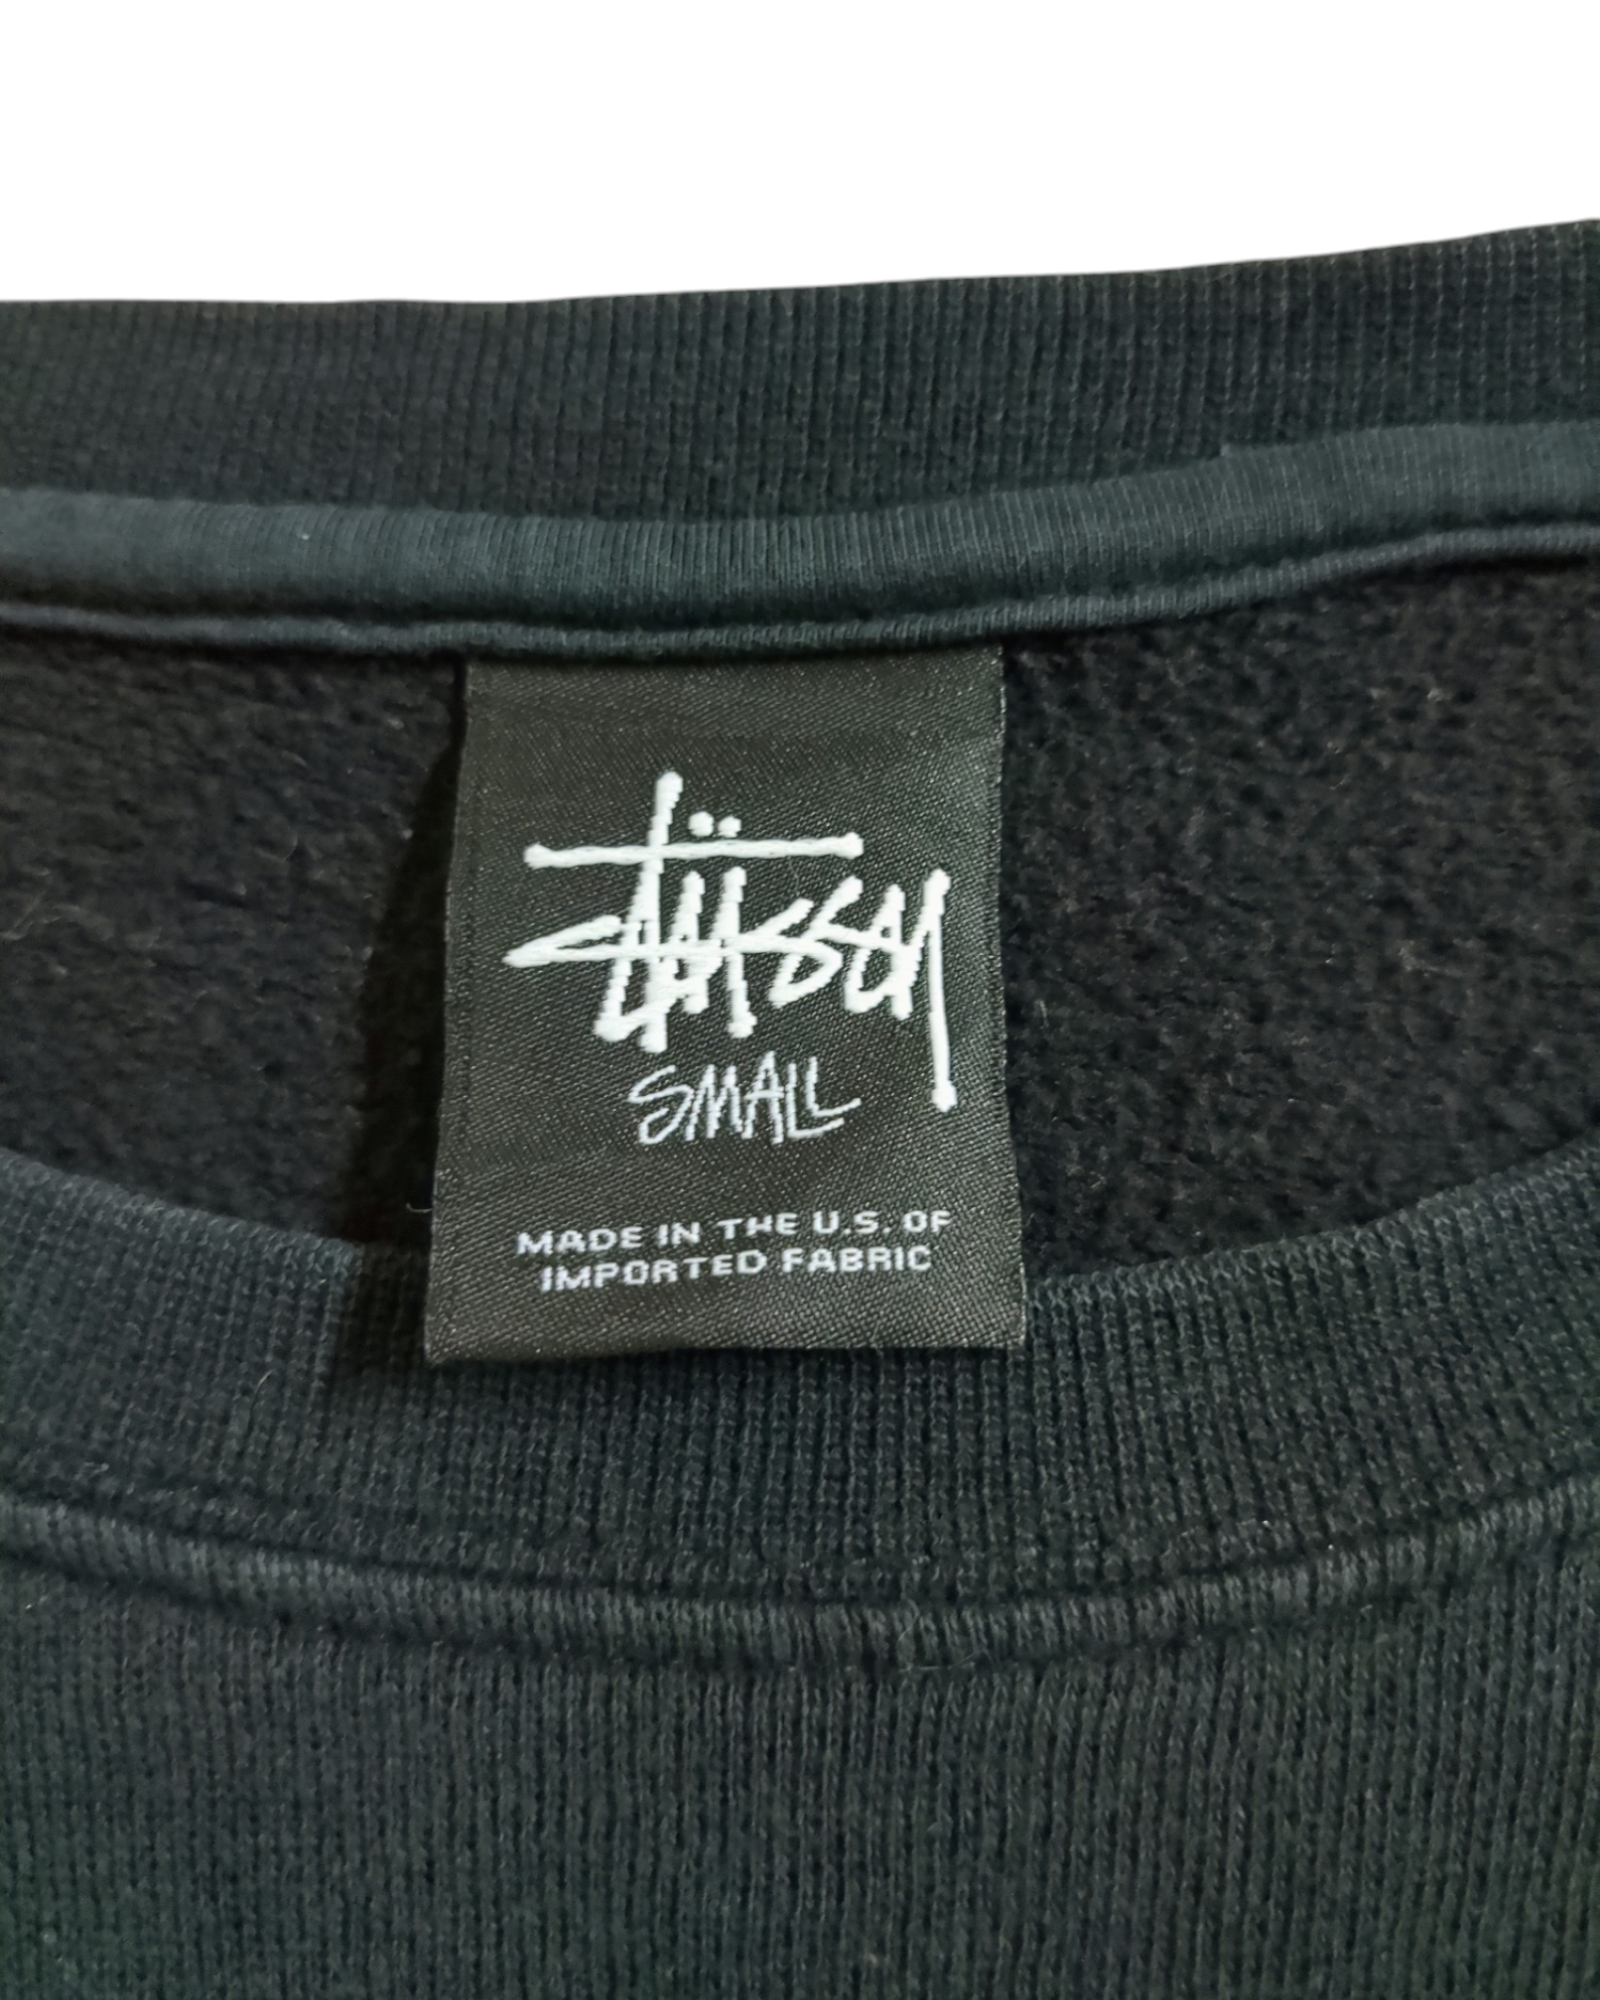 Stüssy
SMALL
MADE IN THE U.S. OF
IMPORTED FABRIC